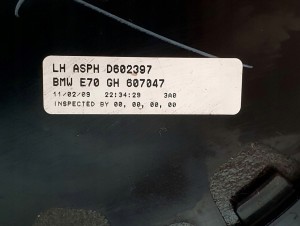 LH ASPH D602397
BMW E70 GH 607047
11/02/09 22:34:29 3A0
INSPECTED BY 00, 00, 00, 00